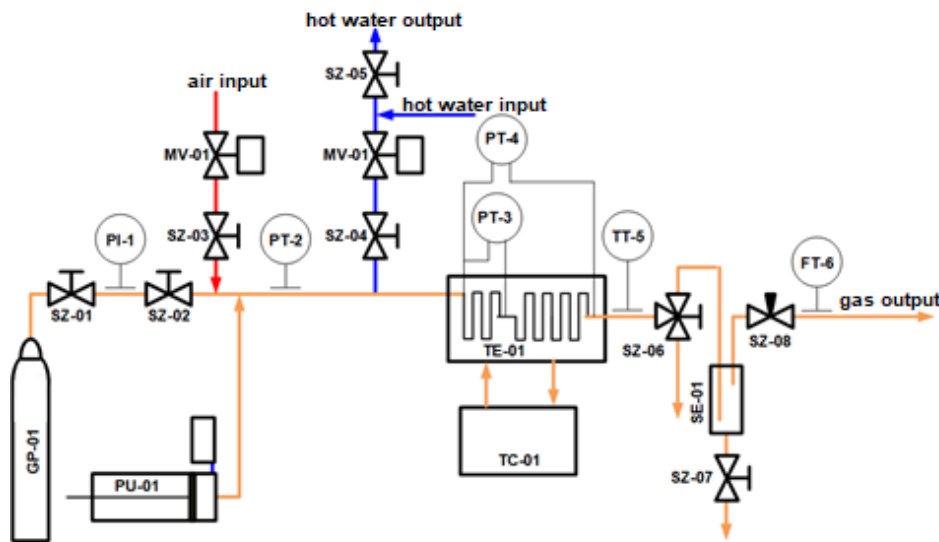 hot water output
SZ-05
air input
hot water input
MV-01
MV-01
PT-4
SZ-03
SZ-04
PT-3
PI-1
PT-2
TT-5
FT-6
gas output
SZ-01
SZ-02
SZ-06
SZ-08
TE-01
SE-01
GP-01
PU-01
TC-01
SZ-07